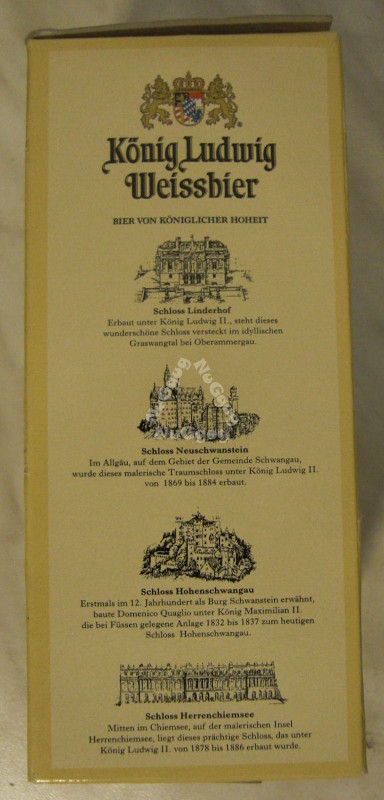 König Ludwig
Weissbier
BIER VON KÖNIGLICHER HOHEIT
Schloss Linderhof
Erbaut unter König Ludwig II., steht dieses
wunderschöne Schloss versteckt im idyllischen
Graswangtal bei Oberammergau.
NuGgug
NuGgug
NuGgug
Schloss Neuschwanstein
Im Allgäu, auf dem Gebiet der Gemeinde Schwangau,
wurde dieses malerische Traumschloss unter König Ludwig II.
von 1869 bis 1884 erbaut.
Schloss Hohenschwangau
Erstmals im 12. Jahrhundert als Burg Schwanstein erwähnt,
baute Domenico Quaglio unter König Maximilian II.
die bei Füssen gelegene Anlage 1832 bis 1837 zum heutigen
Schloss Hohenschwangau.
Schloss Herrenchiemsee
Mitten im Chiemsee, auf der malerischen Insel
Herrenchiemsee, liegt dieses prächtige Schloss, das unter
König Ludwig II. von 1878 bis 1886 erbaut wurde.